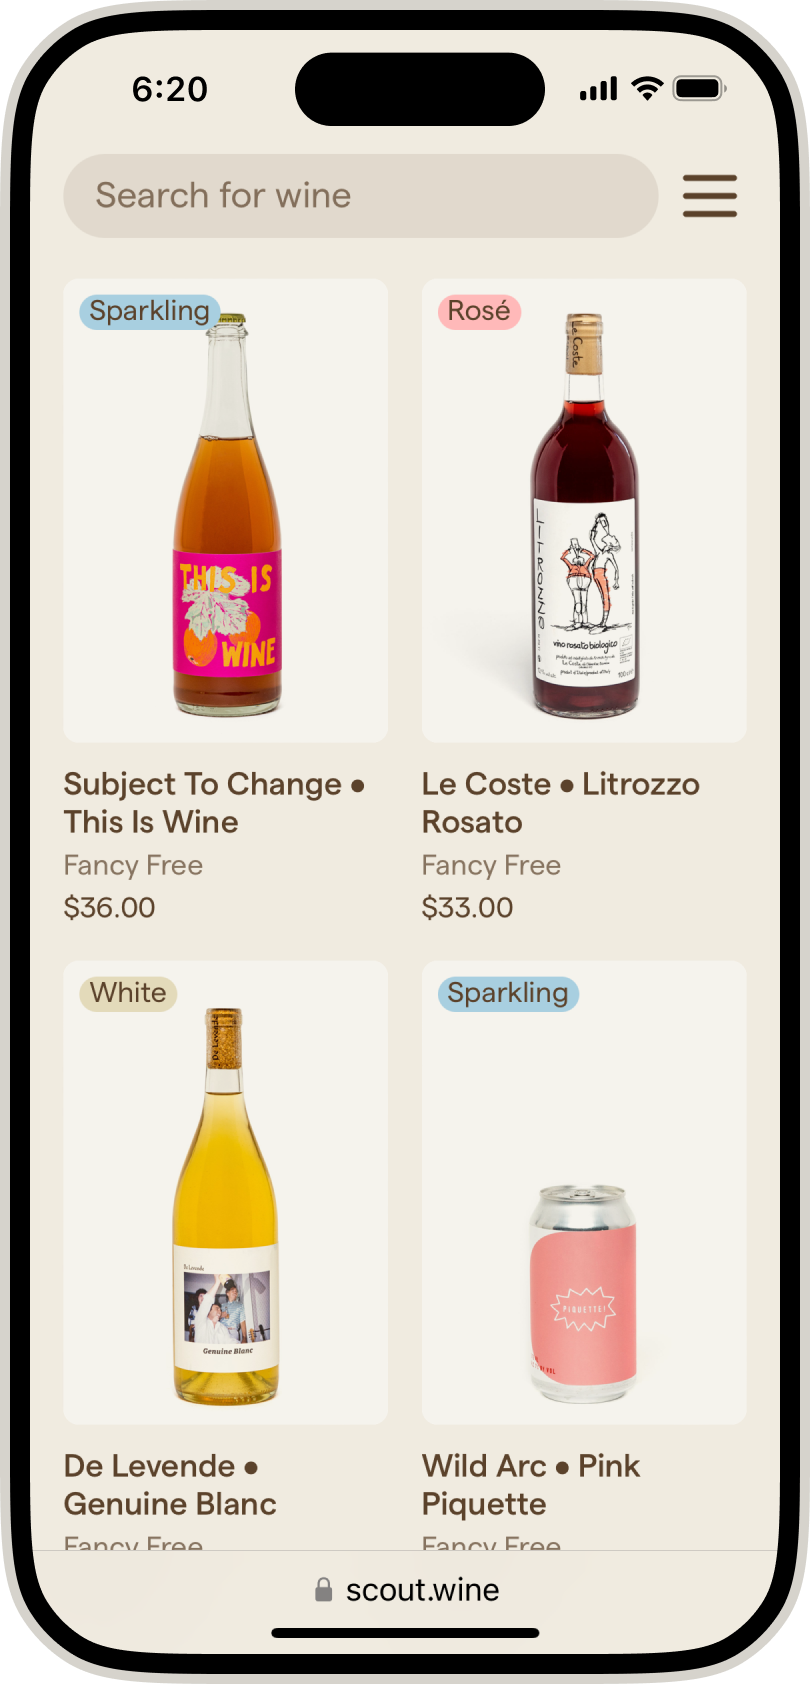 6:20
Search for wine
Sparkling
THIS IS
WINE
Rosé
Le Coste
LITROZZO
vino rosato biologico
Subject To Change •
This Is Wine
Fancy Free
$36.00
Le Coste • Litrozzo
Rosato
Fancy Free
$33.00
White
De Levende
De Levende
Genuine Blanc
Sparkling
PIQUETTE!
De Levende •
Genuine Blanc
Fancy Free
Wild Arc • Pink
Piquette
Fancy Free
scout.wine